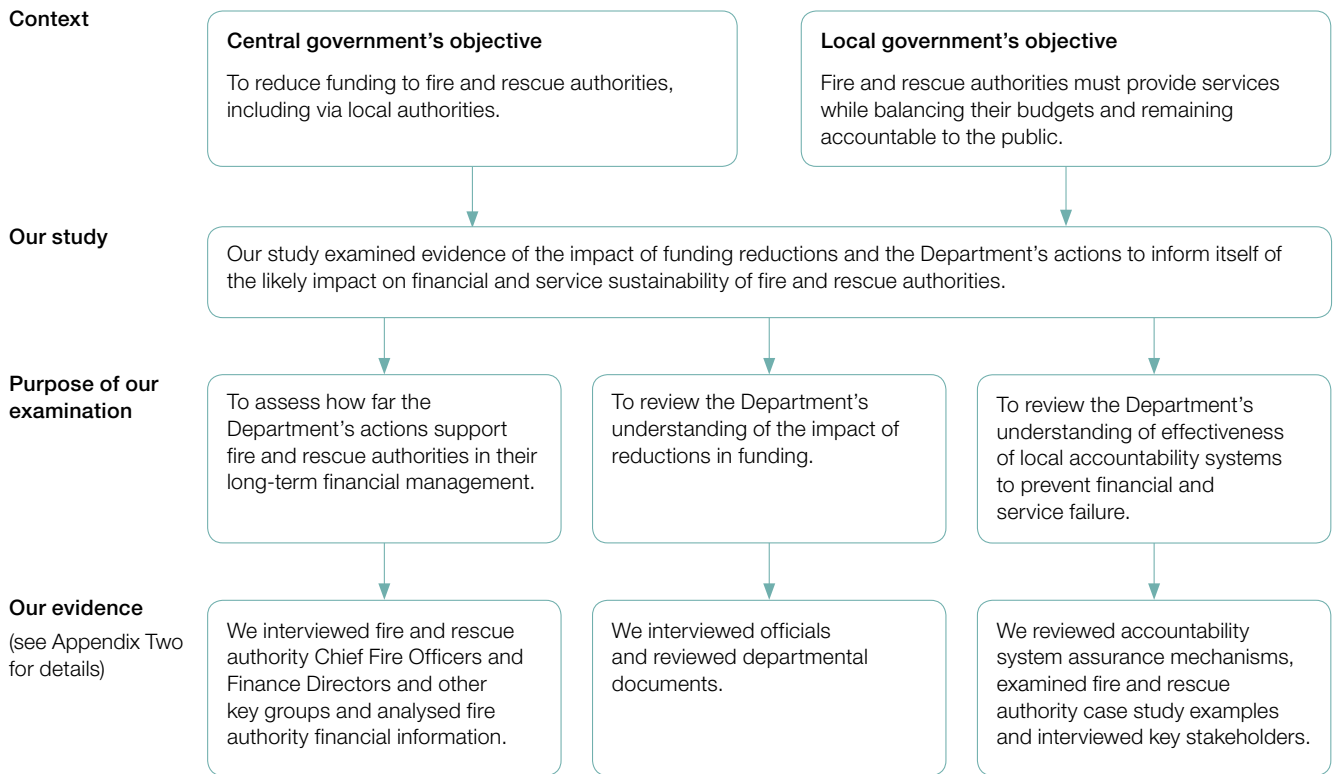 Context
Central government's objective
To reduce funding to fire and rescue authorities,
including via local authorities.
Local government's objective
Fire and rescue authorities must provide services
while balancing their budgets and remaining
accountable to the public.
Our study
Our study examined evidence of the impact of funding reductions and the Department's actions to inform itself of
the likely impact on financial and service sustainability of fire and rescue authorities.
Purpose of our
examination
To assess how far the
Department's actions support
fire and rescue authorities in their
long-term financial management.
To review the Department's
understanding of the impact of
reductions in funding.
To review the Department's
understanding of effectiveness
of local accountability systems
to prevent financial and
service failure.
Our evidence
(see Appendix Two
for details)
We interviewed fire and rescue
authority Chief Fire Officers and
Finance Directors and other
key groups and analysed fire
authority financial information.
We interviewed officials
and reviewed departmental
documents.
We reviewed accountability
system assurance mechanisms,
examined fire and rescue
authority case study examples
and interviewed key stakeholders.